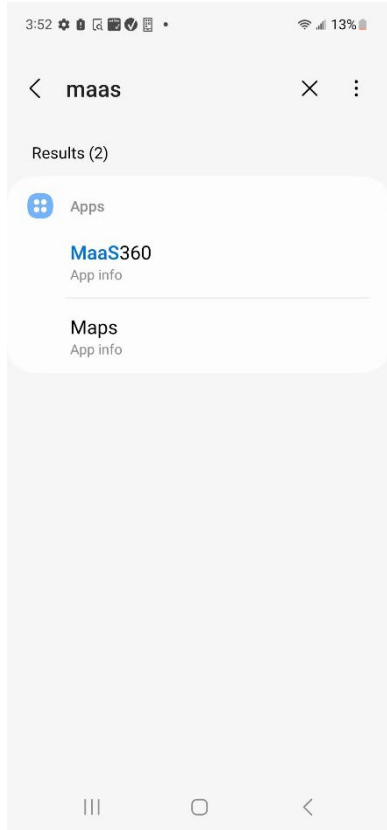 3:52 13%
maas
Results (2)
Apps
MaaS360
App info
Maps
App info